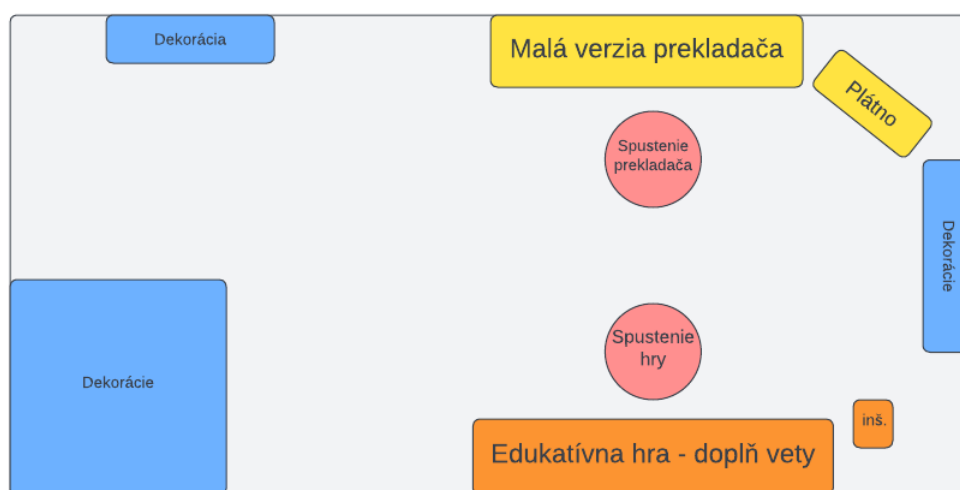 Dekorácia
Malá verzia prekladača
Plátno
Spustenie
prekladača
Dekorácie
Spustenie
hry
Dekorácie
inš.
Edukatívna hra - doplň vety